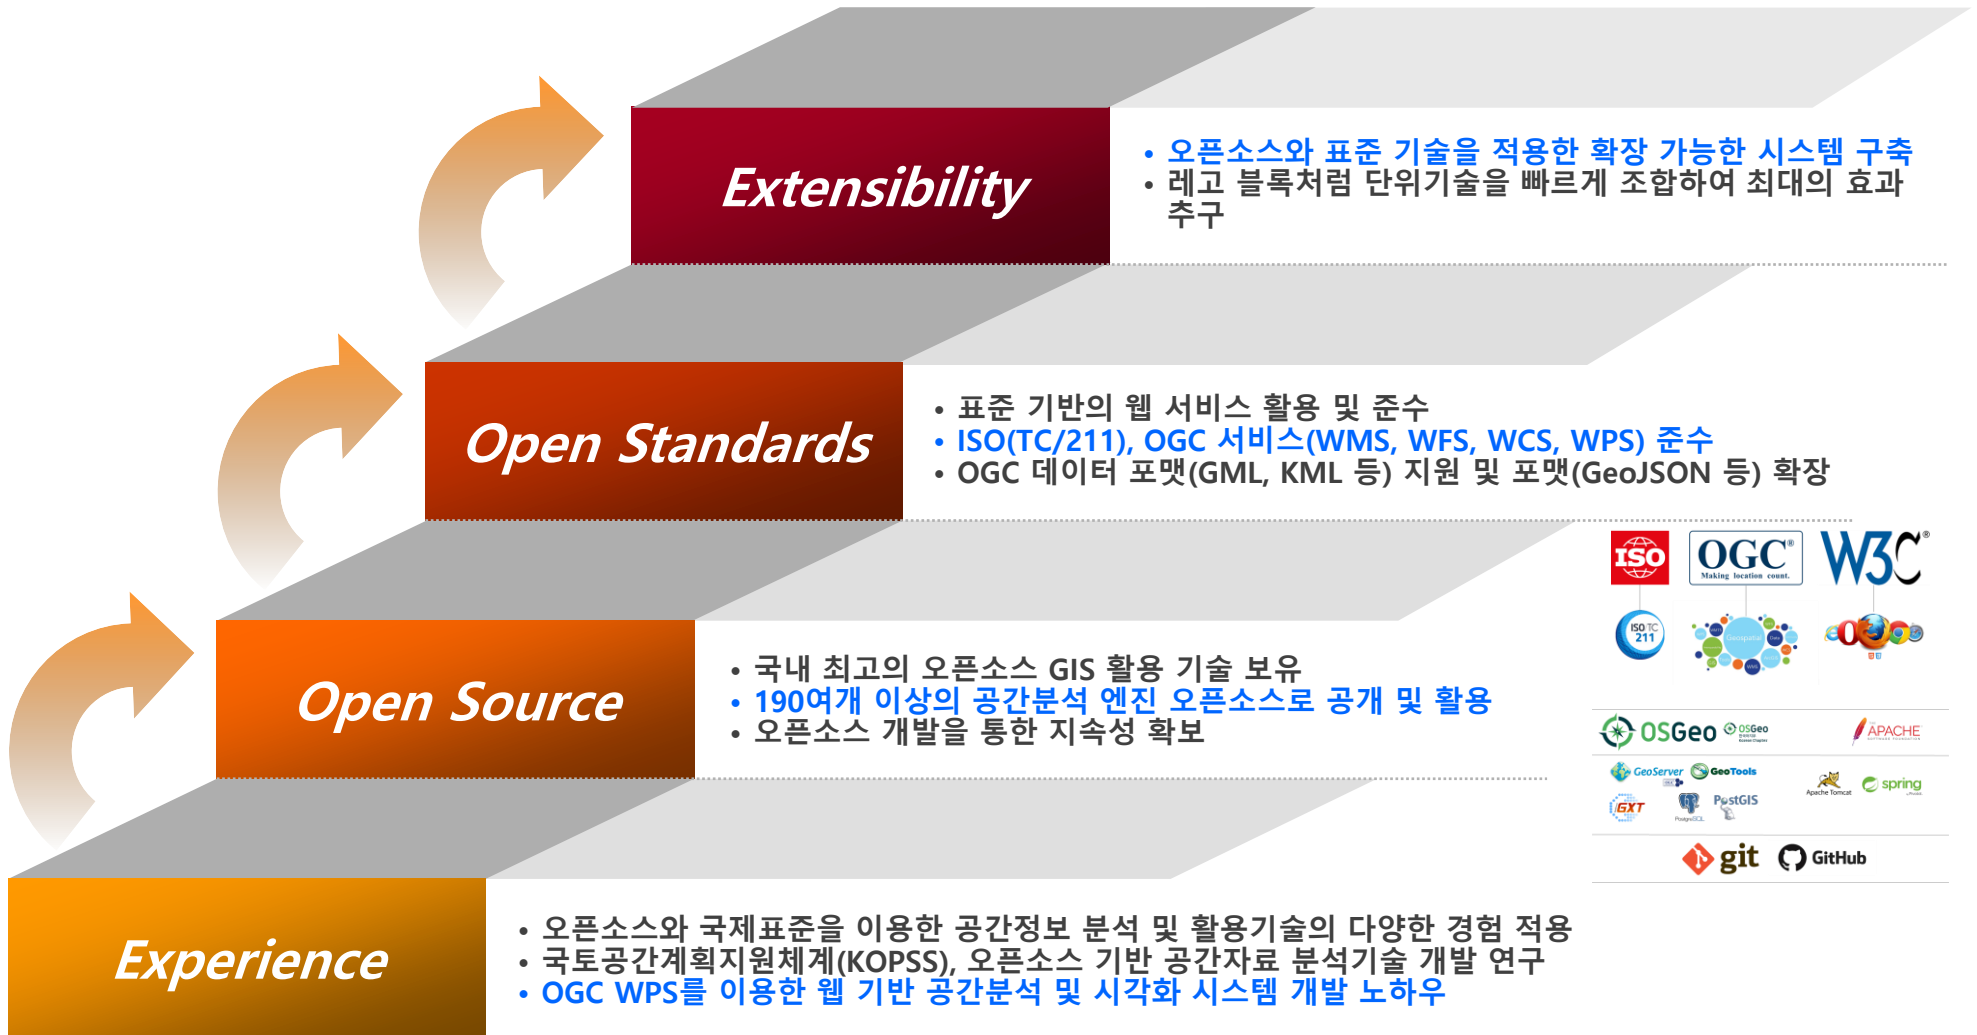 Extensibility
• 오픈소스와 표준 기술을 적용한 확장 가능한 시스템 구축
• 레고 블록처럼 단위기술을 빠르게 조합하여 최대의 효과
추구
Open Standards
• 표준 기반의 웹 서비스 활용 및 준수
• ISO(TC/211), OGC 서비스(WMS, WFS, WCS, WPS) 준수
• OGC 데이터 포맷(GML, KML 등) 지원 및 포맷(GeoJSON 등) 확장
ISO
OGC®
Making location count.
W3C®
ISO/TC
211
Geospatial
Open Source
• 국내 최고의 오픈소스 GIS 활용 기술 보유
• 190여개 이상의 공간분석 엔진 오픈소스로 공개 및 활용
• 오픈소스 개발을 통한 지속성 확보
OSGeo
OSGeo
APACHE
GeoServer
GeoTools
Apache Tomcat
spring
GXT
PostgreSQL
PostGIS
git
GitHub
Experience
• 오픈소스와 국제표준을 이용한 공간정보 분석 및 활용기술의 다양한 경험 적용
• 국토공간계획지원체계(KOPSS), 오픈소스 기반 공간자료 분석기술 개발 연구
• OGC WPS를 이용한 웹 기반 공간분석 및 시각화 시스템 개발 노하우